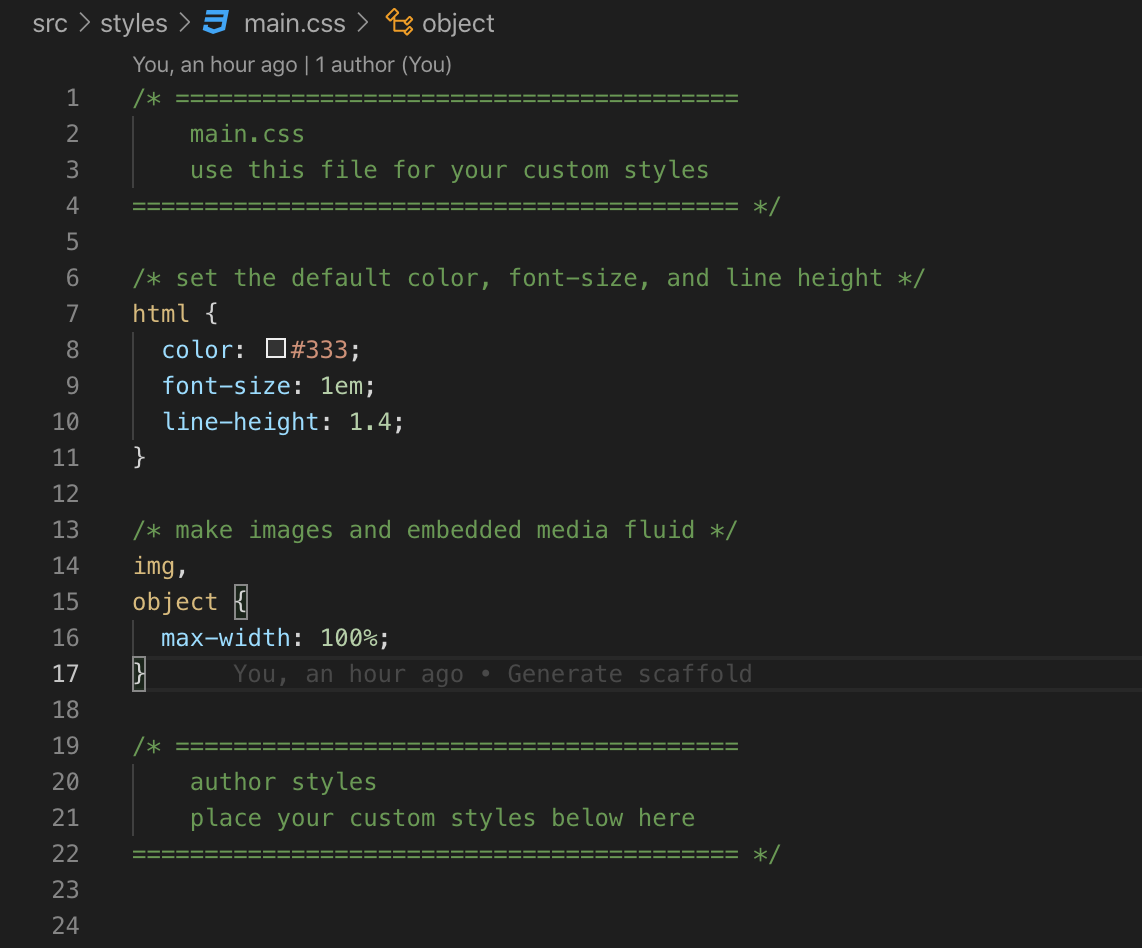 src > styles > main.css > object
You, an hour ago | 1 author (You)
1 /* =======================================
2     main.css
3     use this file for your custom styles
4 ========================================== */
5
6 /* set the default color, font-size, and line height */
7 html {
8   color: #333;
9   font-size: 1em;
10   line-height: 1.4;
11 }
12
13 /* make images and embedded media fluid */
14 img,
15 object {
16   max-width: 100%;
17 }      You, an hour ago • Generate scaffold
18
19 /* =======================================
20     author styles
21     place your custom styles below here
22 ========================================== */
23
24